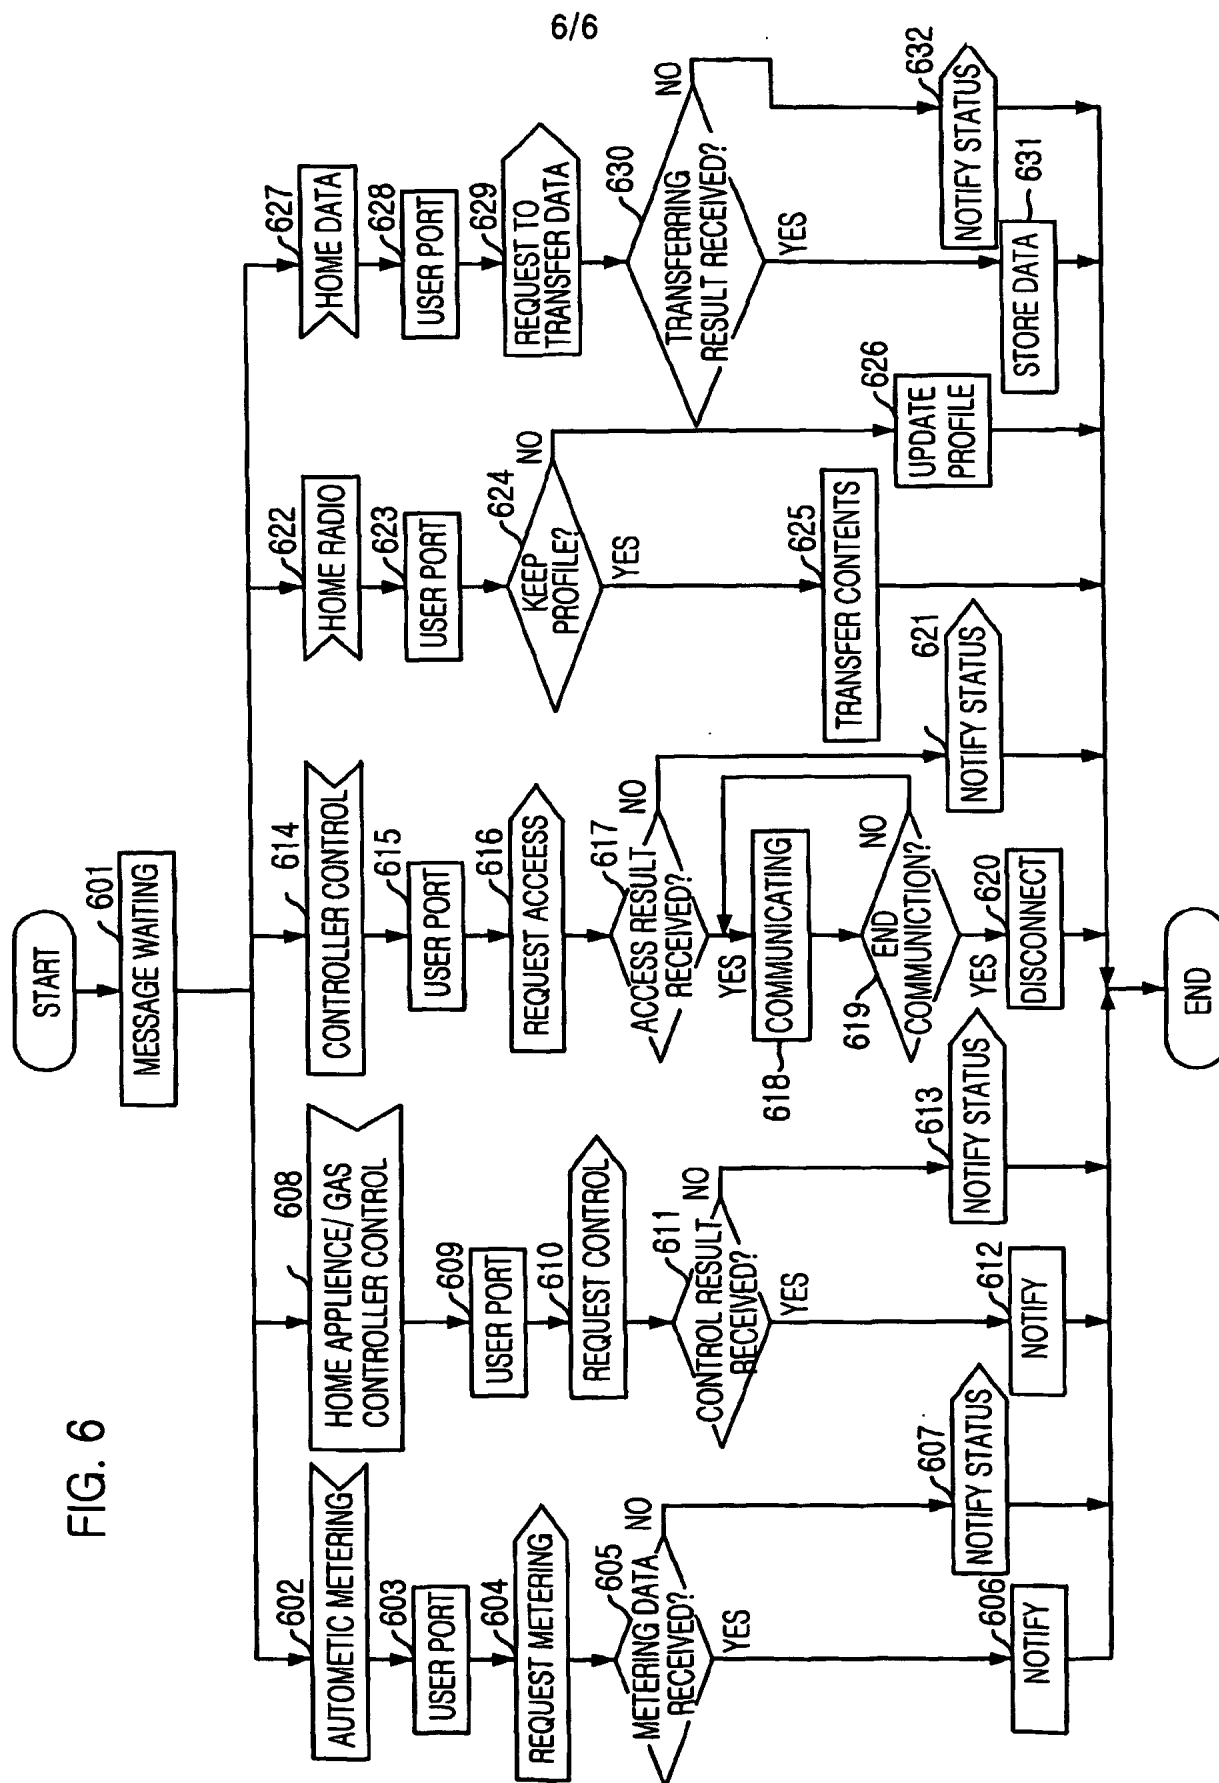 6/9
FIG. 6
START
601
MESSAGE WAITING
602
AUTOMETIC METERING
603
USER PORT
604
REQUEST METERING
605
METERING DATA
RECEIVED?
NO
YES
606
NOTIFY
607
NOTIFY STATUS
608
HOME APPLIENCE/ GAS
CONTROLLER CONTROL
609
USER PORT
610
REQUEST CONTROL
611
CONTROL RESULT
RECEIVED?
NO
YES
612
NOTIFY
613
NOTIFY STATUS
614
CONTROLLER CONTROL
615
USER PORT
616
REQUEST ACCEES
617
ACCESS RESULT
RECEIVED?
NO
YES
618
COMMUNICATING
619
END
COMMUNICTION?
NO
YES
620
DISCONNECT
621
NOTIFY STATUS
622
HOME RADIO
623
USER PORT
624
KEEP
PROFILE?
NO
YES
625
TRANSFER CONTENTS
626
UPDATE
PROFILE
627
HOME DATA
628
USER PORT
629
REQUEST TO
TRANSFER DATA
630
TRANSFERRING
RESULT RECEIVED?
NO
YES
631
STORE DATA
632
NOTIFY STATUS
END